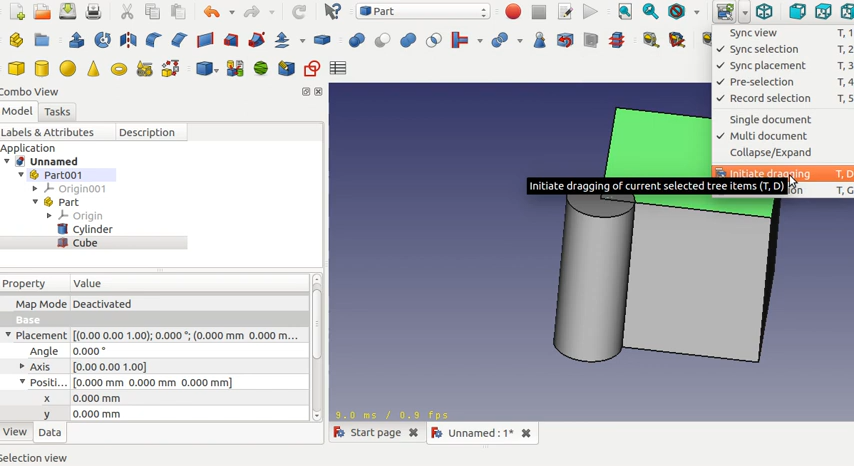 Part
Sync view T, 1
Combo View
Sync selection T, 2
Sync placement T, 3
Pre-selection T, 4
Record selection T, 5
Model Tasks
Single document
Labels & Attributes Description
Multi document
Application
Collapse/Expand
Unnamed
Part001
Initiate dragging T, D
Origin001
Initiate dragging of current selected tree items (T, D)
T, G
Part
Origin
Cylinder
Cube
Property Value
Map Mode Deactivated
Base
Placement [(0.00 0.00 1.00); 0.000 °; (0.000 mm 0.000 m...
Angle 0.000 °
Axis [0.00 0.00 1.00]
Positi... [0.000 mm 0.000 mm 0.000 mm]
x 0.000 mm
y 0.000 mm
9.0 ms / 0.9 fps
View Data
Start page Unnamed : 1*
Selection view